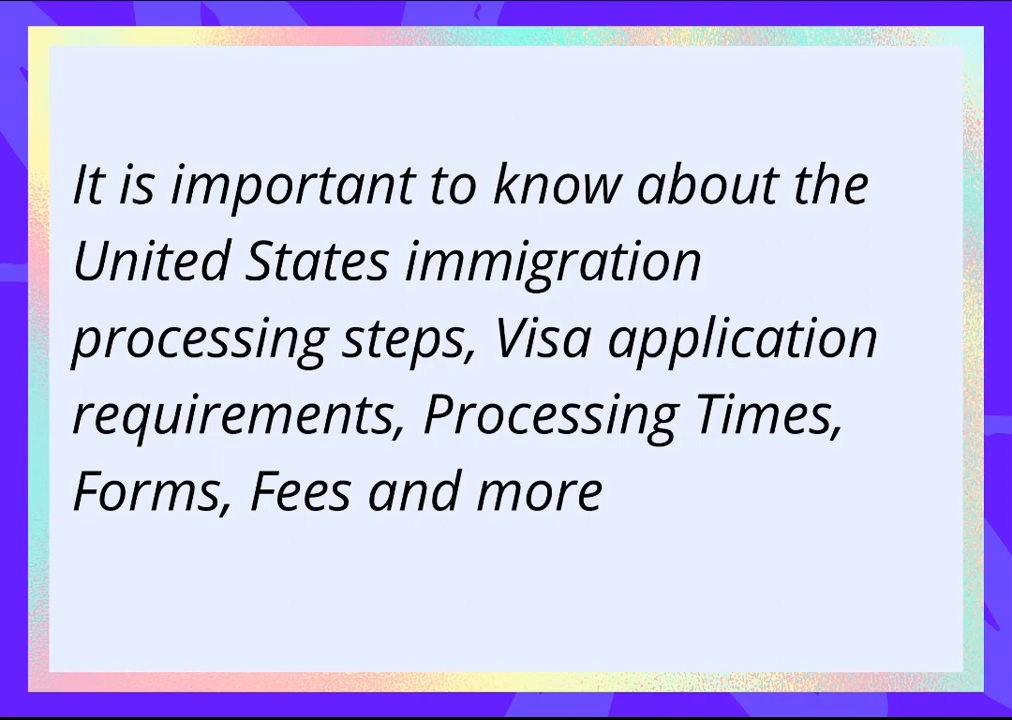 It is important to know about the
United States immigration
processing steps, Visa application
requirements, Processing Times,
Forms, Fees and more